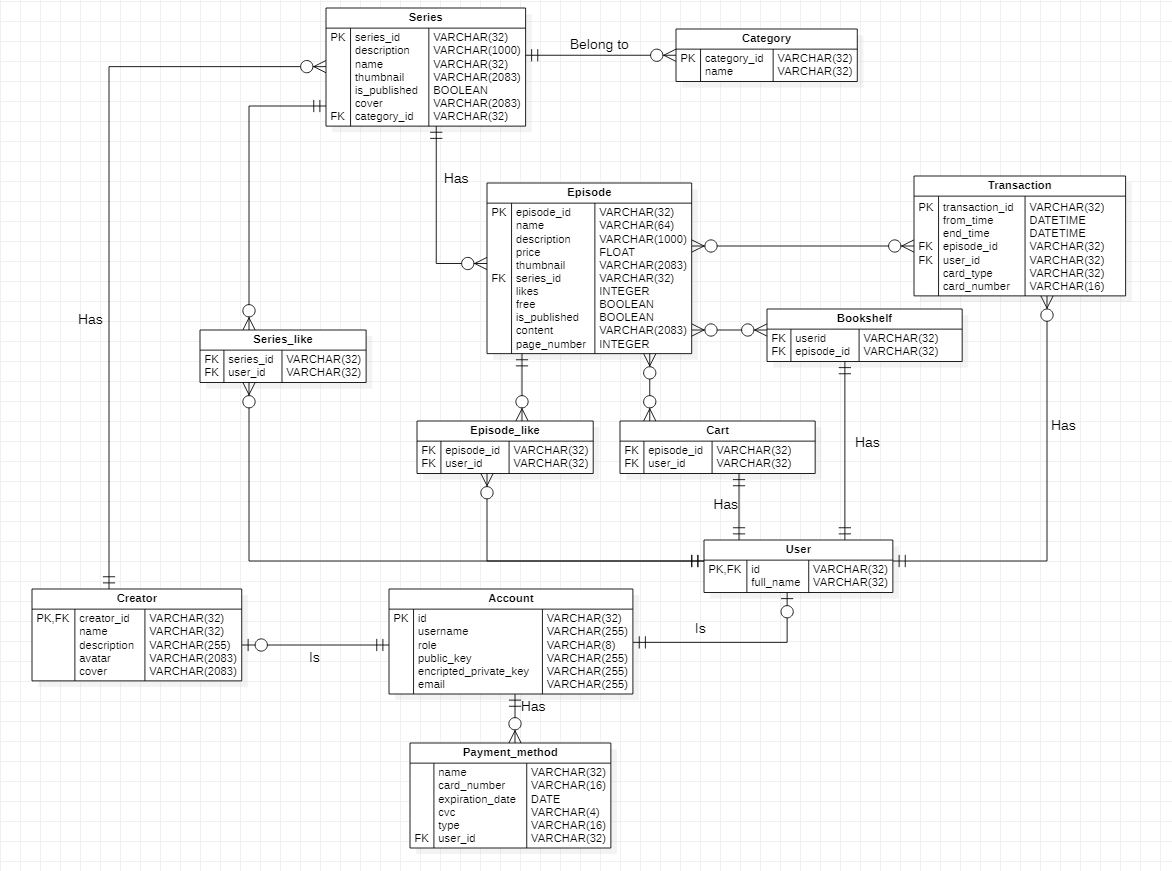 Series
PK series_id VARCHAR(32)
description VARCHAR(1000)
name VARCHAR(32)
thumbnail VARCHAR(2083)
is_published BOOLEAN
cover VARCHAR(2083)
FK category_id VARCHAR(32)
Belong to
Category
PK category_id VARCHAR(32)
name VARCHAR(32)
Has
Episode
PK episode_id VARCHAR(32)
name VARCHAR(64)
description VARCHAR(1000)
price FLOAT
thumbnail VARCHAR(2083)
FK series_id VARCHAR(32)
likes INTEGER
free BOOLEAN
is_published BOOLEAN
content VARCHAR(2083)
page_number INTEGER
Transaction
PK transaction_id VARCHAR(32)
from_time DATETIME
end_time DATETIME
FK episode_id VARCHAR(32)
FK user_id VARCHAR(32)
card_type VARCHAR(32)
card_number VARCHAR(16)
Has
Series_like
FK series_id VARCHAR(32)
FK user_id VARCHAR(32)
Bookshelf
FK userid VARCHAR(32)
FK episode_id VARCHAR(32)
Episode_like
FK episode_id VARCHAR(32)
FK user_id VARCHAR(32)
Cart
FK episode_id VARCHAR(32)
FK user_id VARCHAR(32)
Has
Has
Has
User
PK,FK id VARCHAR(32)
full_name VARCHAR(32)
Creator
PK,FK creator_id VARCHAR(32)
name VARCHAR(32)
description VARCHAR(255)
avatar VARCHAR(2083)
cover VARCHAR(2083)
Is
Account
PK id VARCHAR(32)
username VARCHAR(255)
role VARCHAR(8)
public_key VARCHAR(255)
encripted_private_key VARCHAR(255)
email VARCHAR(255)
Is
Has
Payment_method
name VARCHAR(32)
card_number VARCHAR(16)
expiration_date DATE
cvc VARCHAR(4)
type VARCHAR(16)
FK user_id VARCHAR(32)